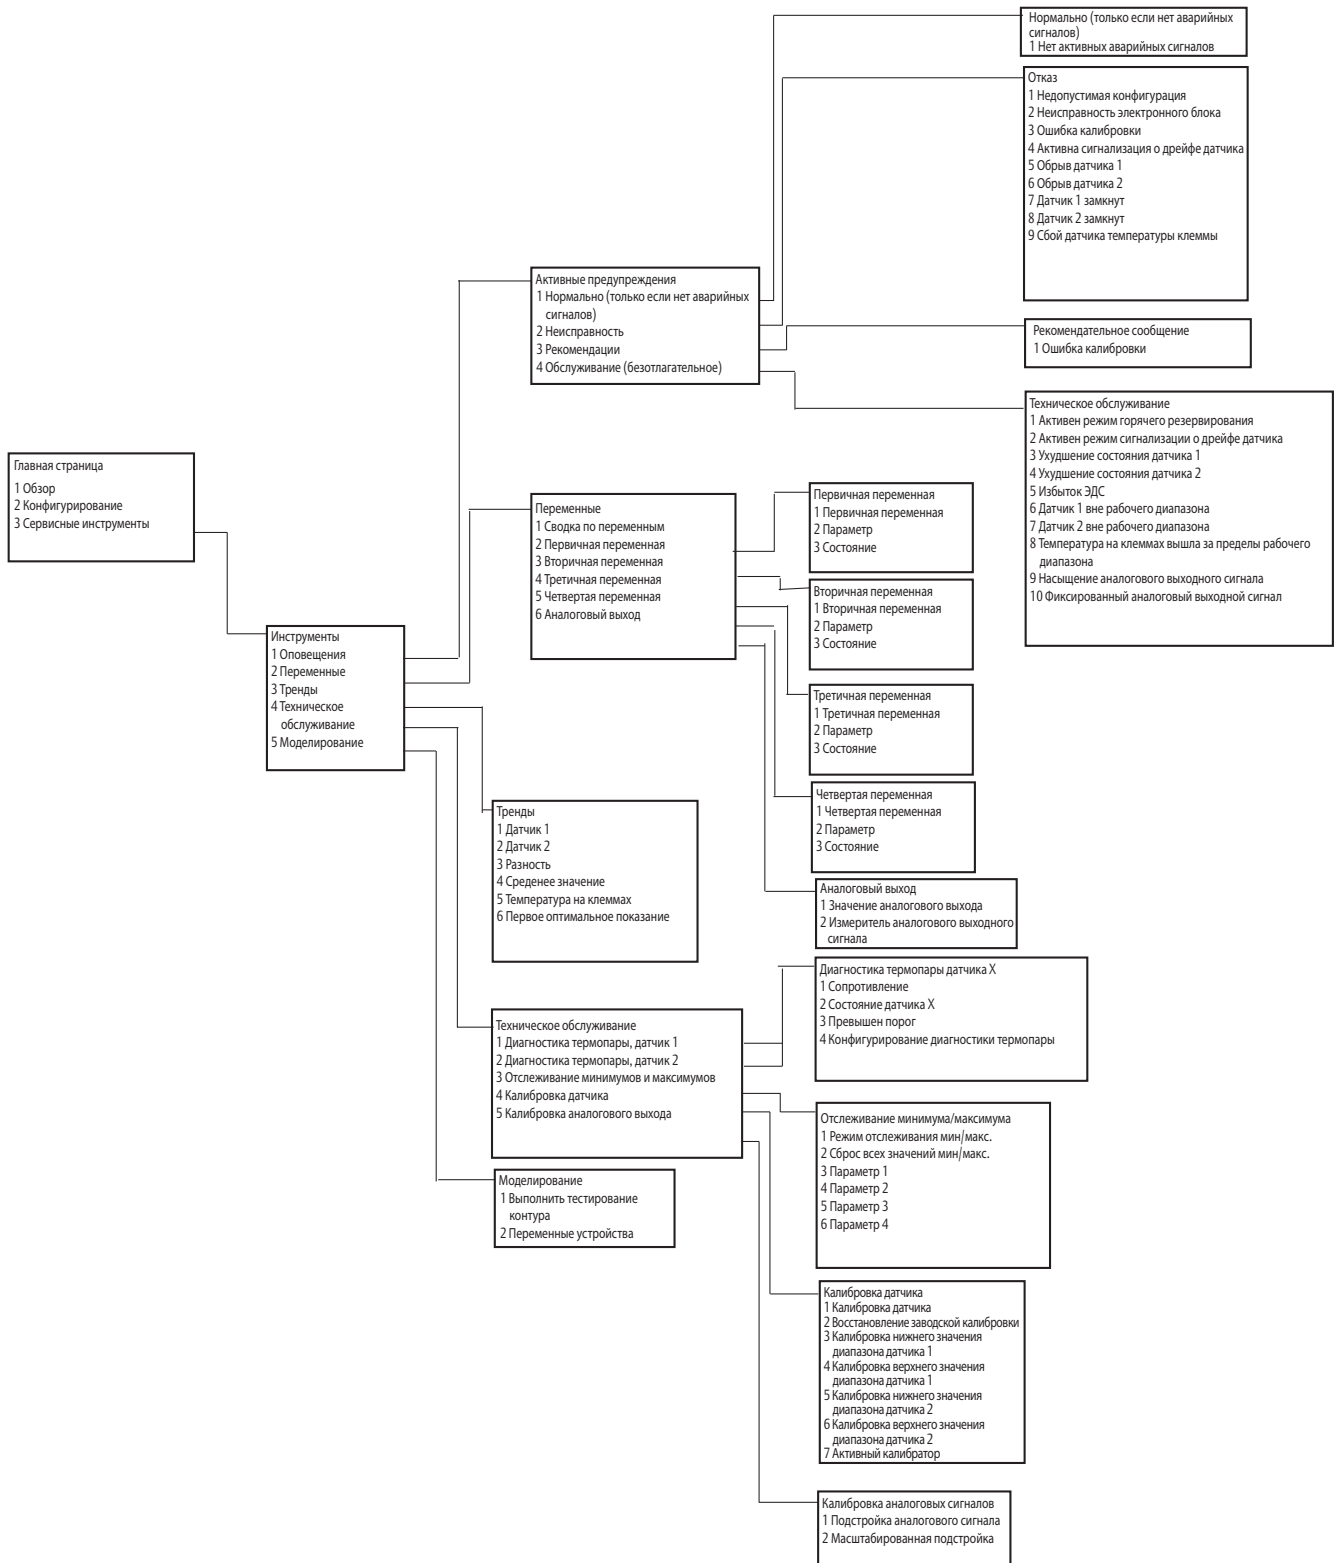 Главная страница
1 Обзор
2 Конфигурирование
3 Сервисные инструменты
Инструменты
1 Оповещения
2 Переменные
3 Тренды
4 Техническое
обслуживание
5 Моделирование
Активные предупреждения
1 Нормально (только если нет аварийных
сигналов)
2 Неисправность
3 Рекомендации
4 Обслуживание (безотлагательное)
Нормально (только если нет аварийных
сигналов)
1 Нет активных аварийных сигналов
Отказ
1 Недопустимая конфигурация
2 Неисправность электронного блока
3 Ошибка калибровки
4 Активна сигнализация о дрейфе датчика
5 Обрыв датчика 1
6 Обрыв датчика 2
7 Датчик 1 замкнут
8 Датчик 2 замкнут
9 Сбой датчика температуры клеммы
Рекомендательное сообщение
1 Ошибка калибровки
Техническое обслуживание
1 Активен режим горячего резервирования
2 Активен режим сигнализации о дрейфе датчика
3 Ухудшение состояния датчика 1
4 Ухудшение состояния датчика 2
5 Избыток ЭДС
6 Датчик 1 вне рабочего диапазона
7 Датчик 2 вне рабочего диапазона
8 Температура на клеммах вышла за пределы рабочего
диапазона
9 Насыщение аналогового выходного сигнала
10 Фиксированный аналоговый выходной сигнал
Переменные
1 Сводка по переменным
2 Первичная переменная
3 Вторичная переменная
4 Третичная переменная
5 Четвертая переменная
6 Аналоговый выход
Первичная переменная
1 Первичная переменная
2 Параметр
3 Состояние
Вторичная переменная
1 Вторичная переменная
2 Параметр
3 Состояние
Третичная переменная
1 Третичная переменная
2 Параметр
3 Состояние
Четвертая переменная
1 Четвертая переменная
2 Параметр
3 Состояние
Аналоговый выход
1 Значение аналогового выхода
2 Измеритель аналогового выходного
сигнала
Тренды
1 Датчик 1
2 Датчик 2
3 Разность
4 Среденее значение
5 Температура на клеммах
6 Первое оптимальное показание
Техническое обслуживание
1 Диагностика термопары, датчик 1
2 Диагностика термопары, датчик 2
3 Отслеживание минимумов и максимумов
4 Калибровка датчика
5 Калибровка аналогового выхода
Диагностика термопары датчика X
1 Сопротивление
2 Состояние датчика X
3 Превышен порог
4 Конфигурирование диагностики термопары
Отслеживание минимума/максимума
1 Режим отслеживания мин/макс.
2 Сброс всех значений мин/макс.
3 Параметр 1
4 Параметр 2
5 Параметр 3
6 Параметр 4
Моделирование
1 Выполнить тестирование
контура
2 Переменные устройства
Калибровка датчика
1 Калибровка датчика
2 Восстановление заводской калибровки
3 Калибровка нижнего значения
диапазона датчика 1
4 Калибровка верхнего значения
диапазона датчика 1
5 Калибровка нижнего значения
диапазона датчика 2
6 Калибровка верхнего значения
диапазона датчика 2
7 Активный калибратор
Калибровка аналоговых сигналов
1 Подстройка аналогового сигнала
2 Масштабированная подстройка